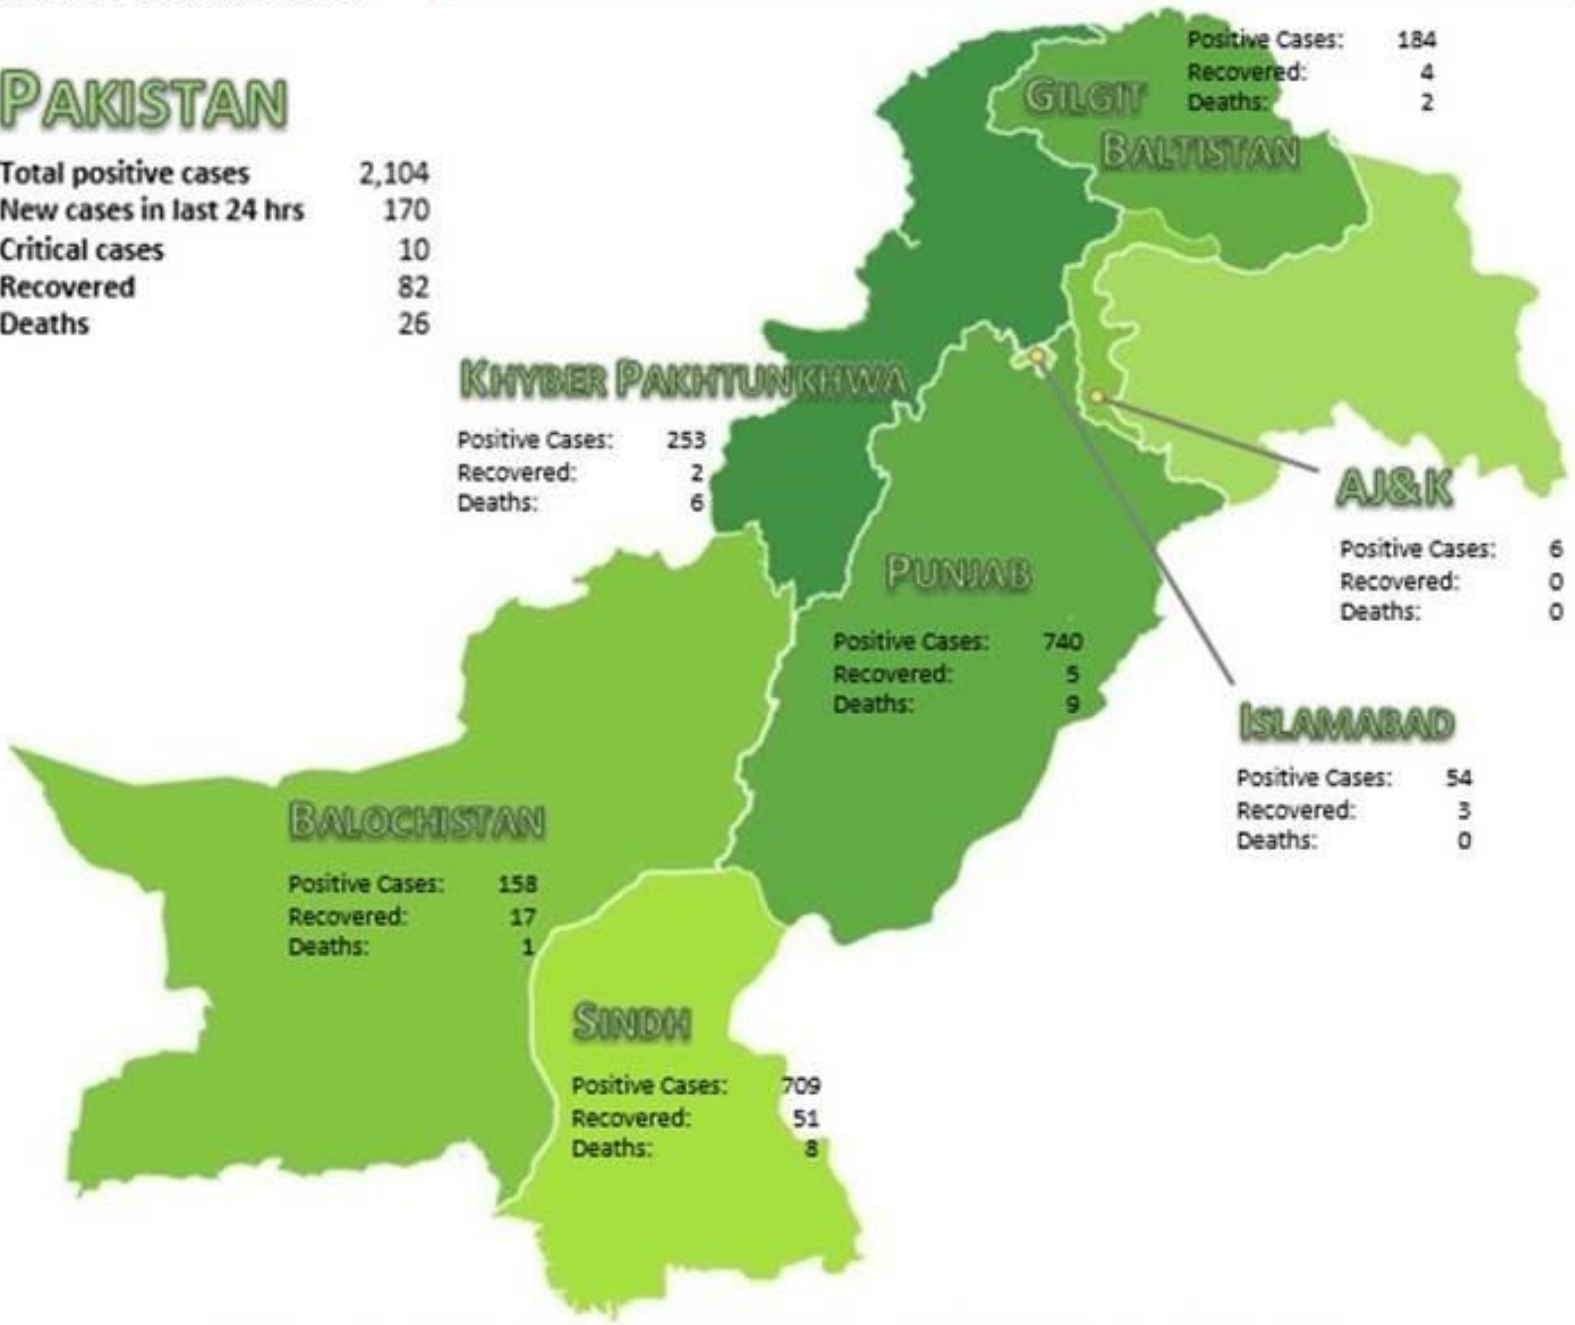 PAKISTAN
Total positive cases 2,104
New cases in last 24 hrs 170
Critical cases 10
Recovered 82
Deaths 26
GILGIT
BALTISTAN
Positive Cases: 184
Recovered: 4
Deaths: 2
KHYBER PAKHTUNKHWA
Positive Cases: 253
Recovered: 2
Deaths: 6
AJ&K
Positive Cases: 6
Recovered: 0
Deaths: 0
PUNJAB
Positive Cases: 740
Recovered: 5
Deaths: 9
ISLAMABAD
Positive Cases: 54
Recovered: 3
Deaths: 0
BALOCHISTAN
Positive Cases: 158
Recovered: 17
Deaths: 1
SINDH
Positive Cases: 709
Recovered: 51
Deaths: 8